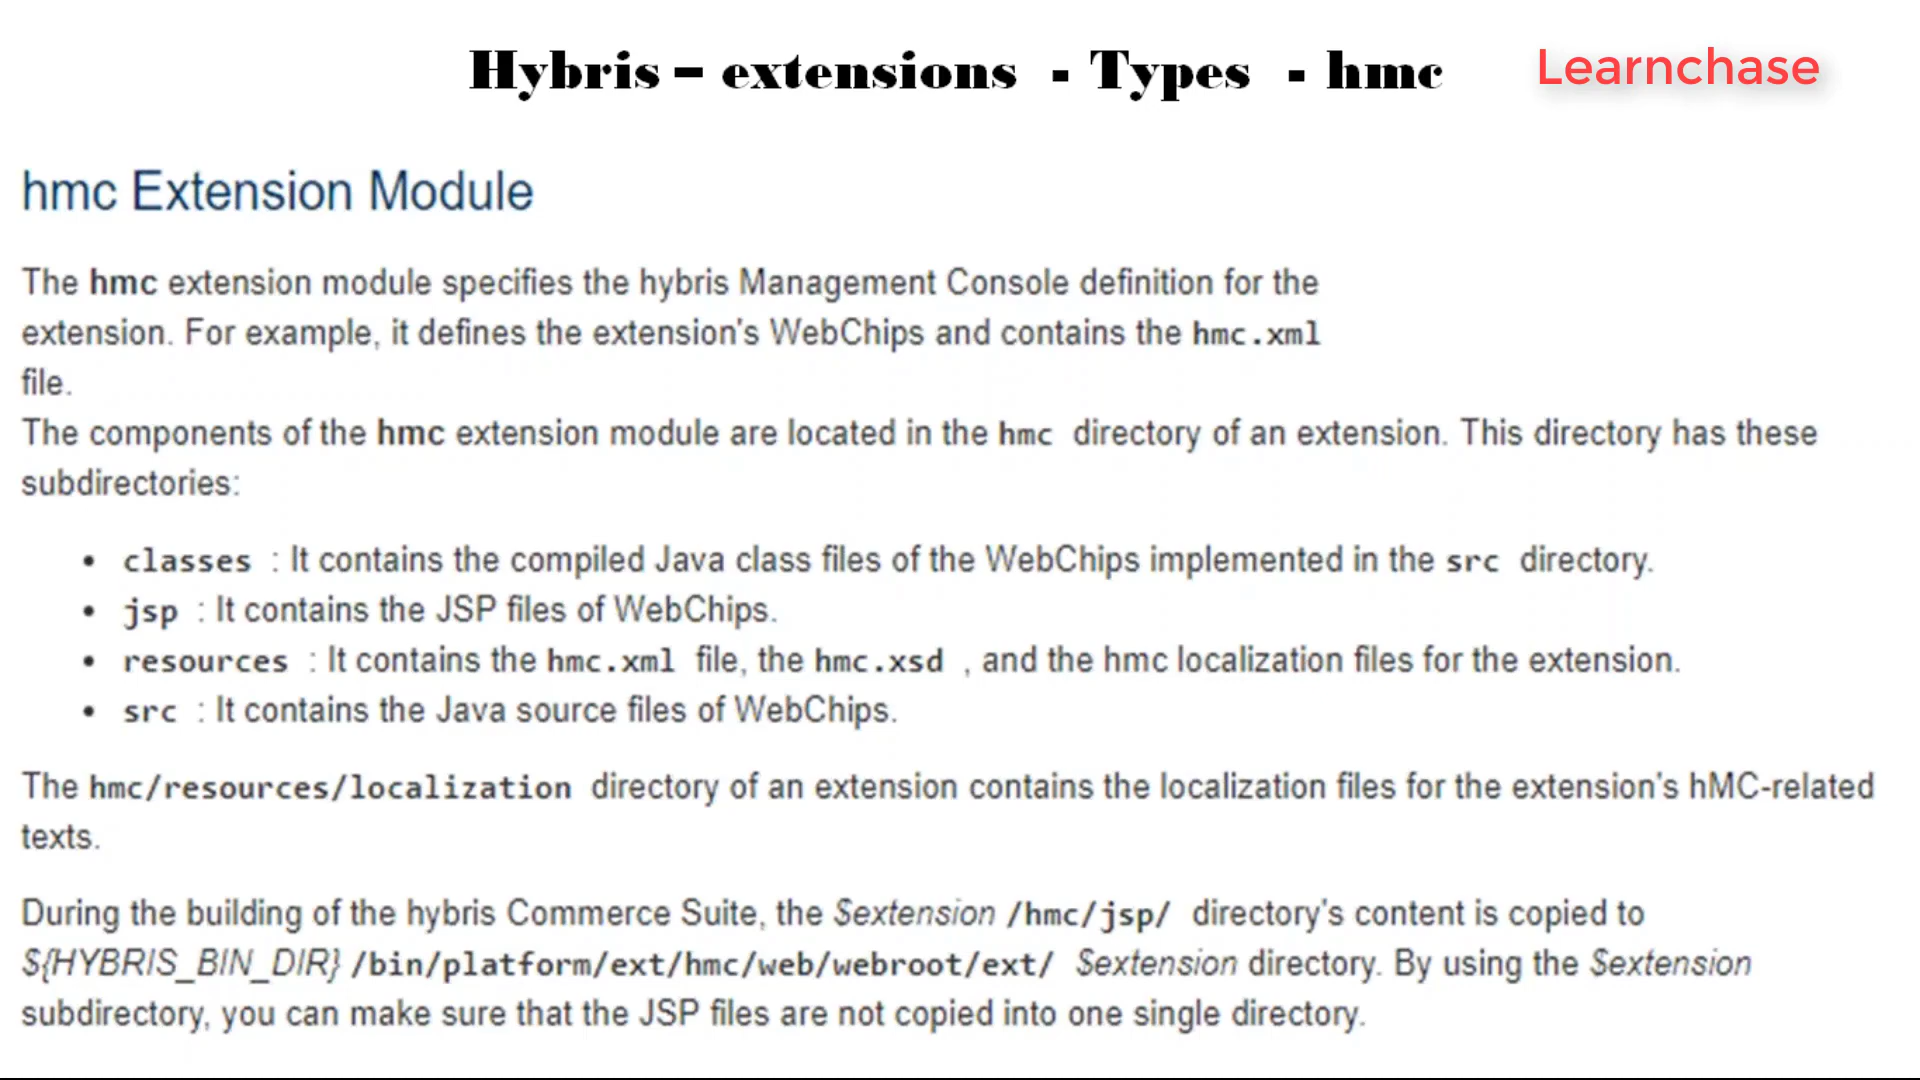 Hybris – extensions - Types - hmc
Learnchase
hmc Extension Module
The hmc extension module specifies the hybris Management Console definition for the
extension. For example, it defines the extension's WebChips and contains the hmc.xml
file.
The components of the hmc extension module are located in the hmc directory of an extension. This directory has these
subdirectories:
• classes : It contains the compiled Java class files of the WebChips implemented in the src directory.
• jsp : It contains the JSP files of WebChips.
• resources : It contains the hmc.xml file, the hmc.xsd , and the hmc localization files for the extension.
• src : It contains the Java source files of WebChips.
The hmc/resources/localization directory of an extension contains the localization files for the extension's hMC-related
texts.
During the building of the hybris Commerce Suite, the $extension /hmc/jsp/ directory's content is copied to
${HYBRIS_BIN_DIR} /bin/platform/ext/hmc/web/webroot/ext/ $extension directory. By using the $extension
subdirectory, you can make sure that the JSP files are not copied into one single directory.